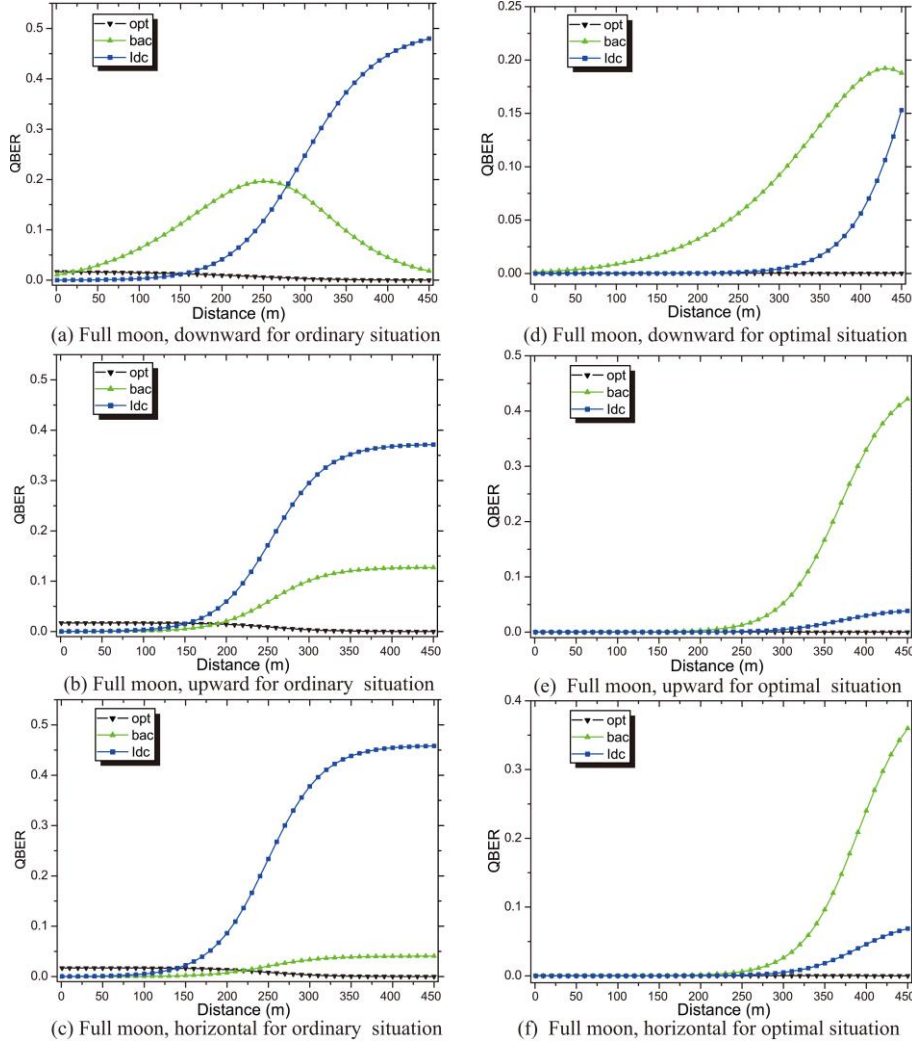 opt
bac
ldc
QBER
0.5
0.4
0.3
0.2
0.1
0.0
0 50 100 150 200 250 300 350 400 450
Distance (m)
(a) Full moon, downward for ordinary situation
opt
bac
ldc
QBER
0.25
0.20
0.15
0.10
0.05
0.00
0 50 100 150 200 250 300 350 400 450
Distance (m)
(d) Full moon, downward for optimal situation
opt
bac
ldc
QBER
0.5
0.4
0.3
0.2
0.1
0.0
0 50 100 150 200 250 300 350 400 450
Distance (m)
(b) Full moon, upward for ordinary situation
opt
bac
ldc
QBER
0.5
0.4
0.3
0.2
0.1
0.0
0 50 100 150 200 250 300 350 400 450
Distance (m)
(e) Full moon, upward for optimal situation
opt
bac
ldc
QBER
0.5
0.4
0.3
0.2
0.1
0.0
0 50 100 150 200 250 300 350 400 450
Distance (m)
(c) Full moon, horizontal for ordinary situation
opt
bac
ldc
QBER
0.4
0.3
0.2
0.1
0.0
0 50 100 150 200 250 300 350 400 450
Distance (m)
(f) Full moon, horizontal for optimal situation